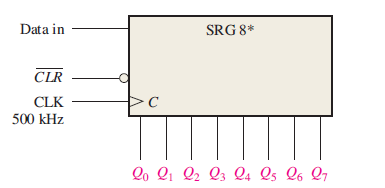 Data in
SRG 8*
CLR
CLK
C
500 kHz
Q0 Q1 Q2 Q3 Q4 Q5 Q6 Q7